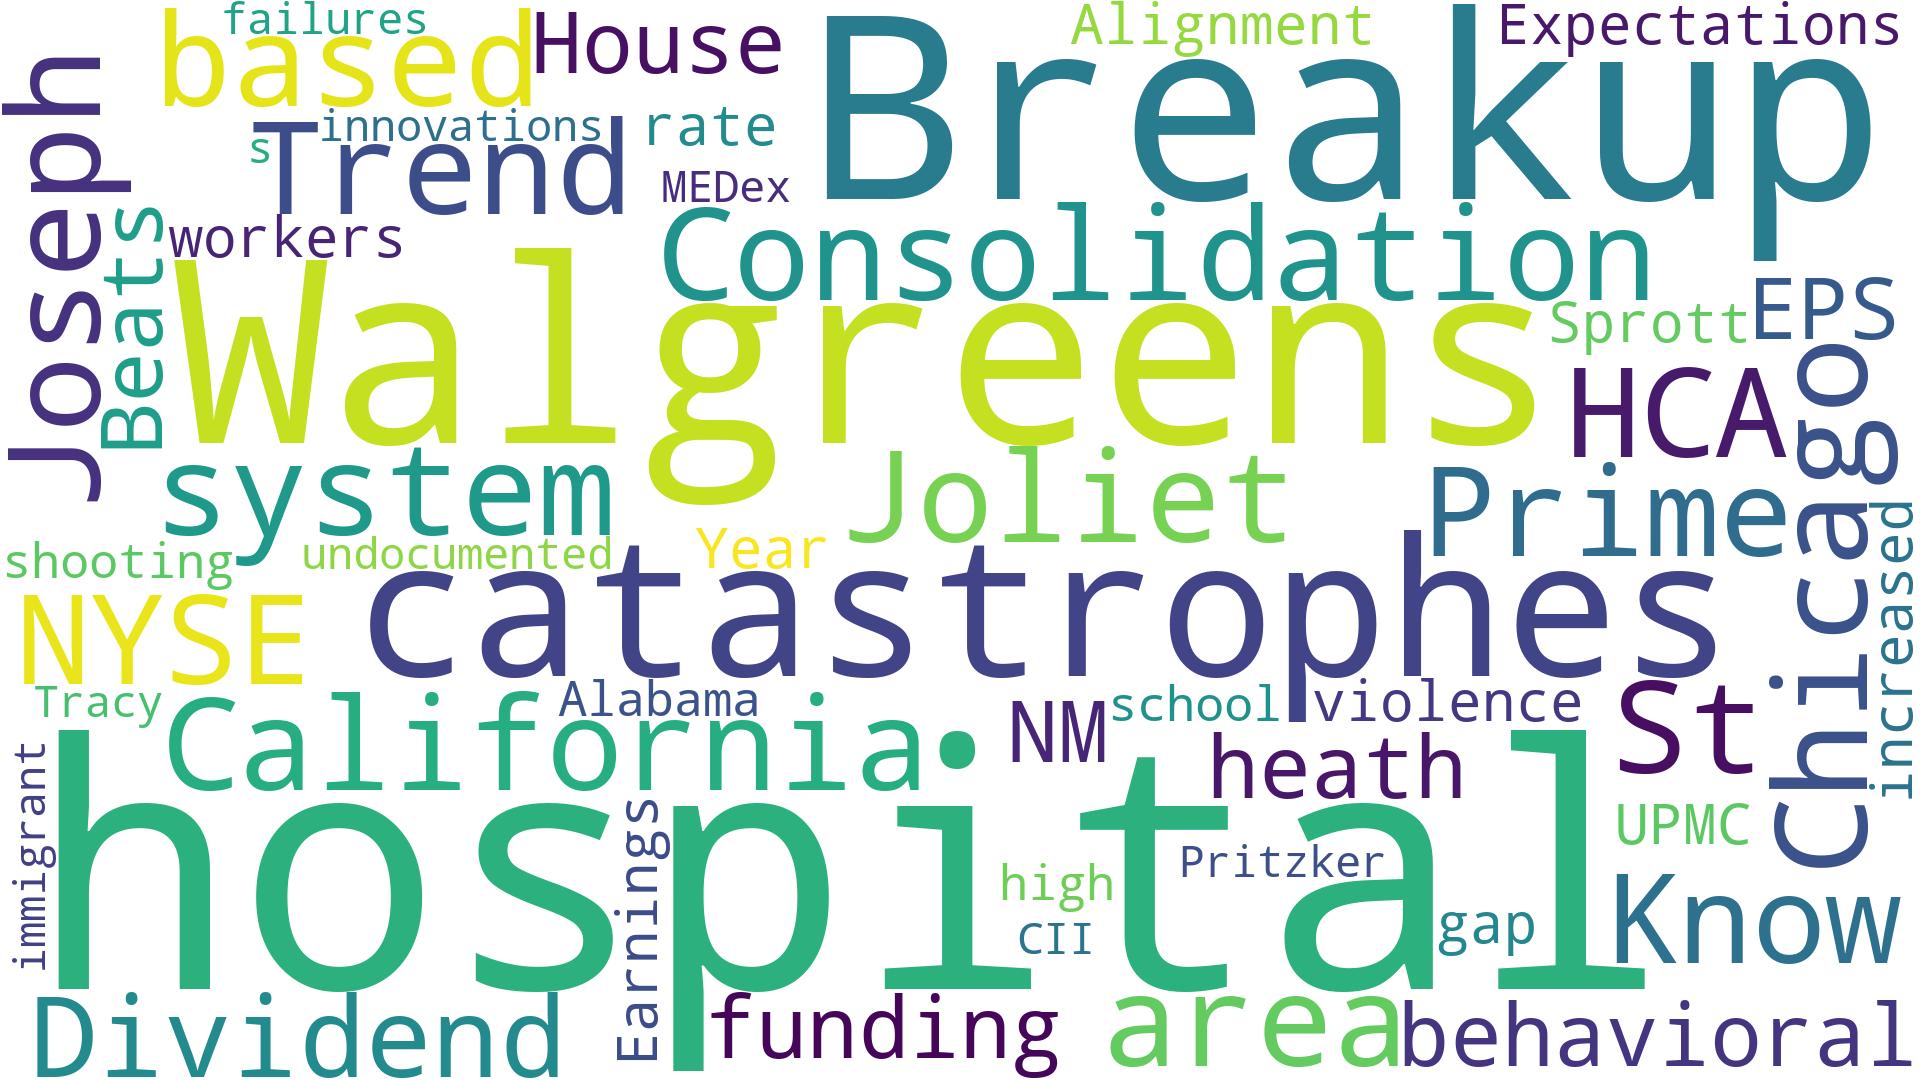 failures
based
House
Alignment
Expectations
Breakup
Joseph
innovations
rate
s
Trend
MEDex
workers
Beats
Consolidation
Walgreens
Sprott
EPS
HCA
Chicago
system
Joliet
Prime
shooting
undocumented
Year
increased
catastrophes
NYSE
Tracy
California
Alabama
NM
school
violence
St
heath
immigrant
hospital
Earnings
UPMC
high
Pritzker
CII
gap
Know
Dividend
funding
area
behavioral